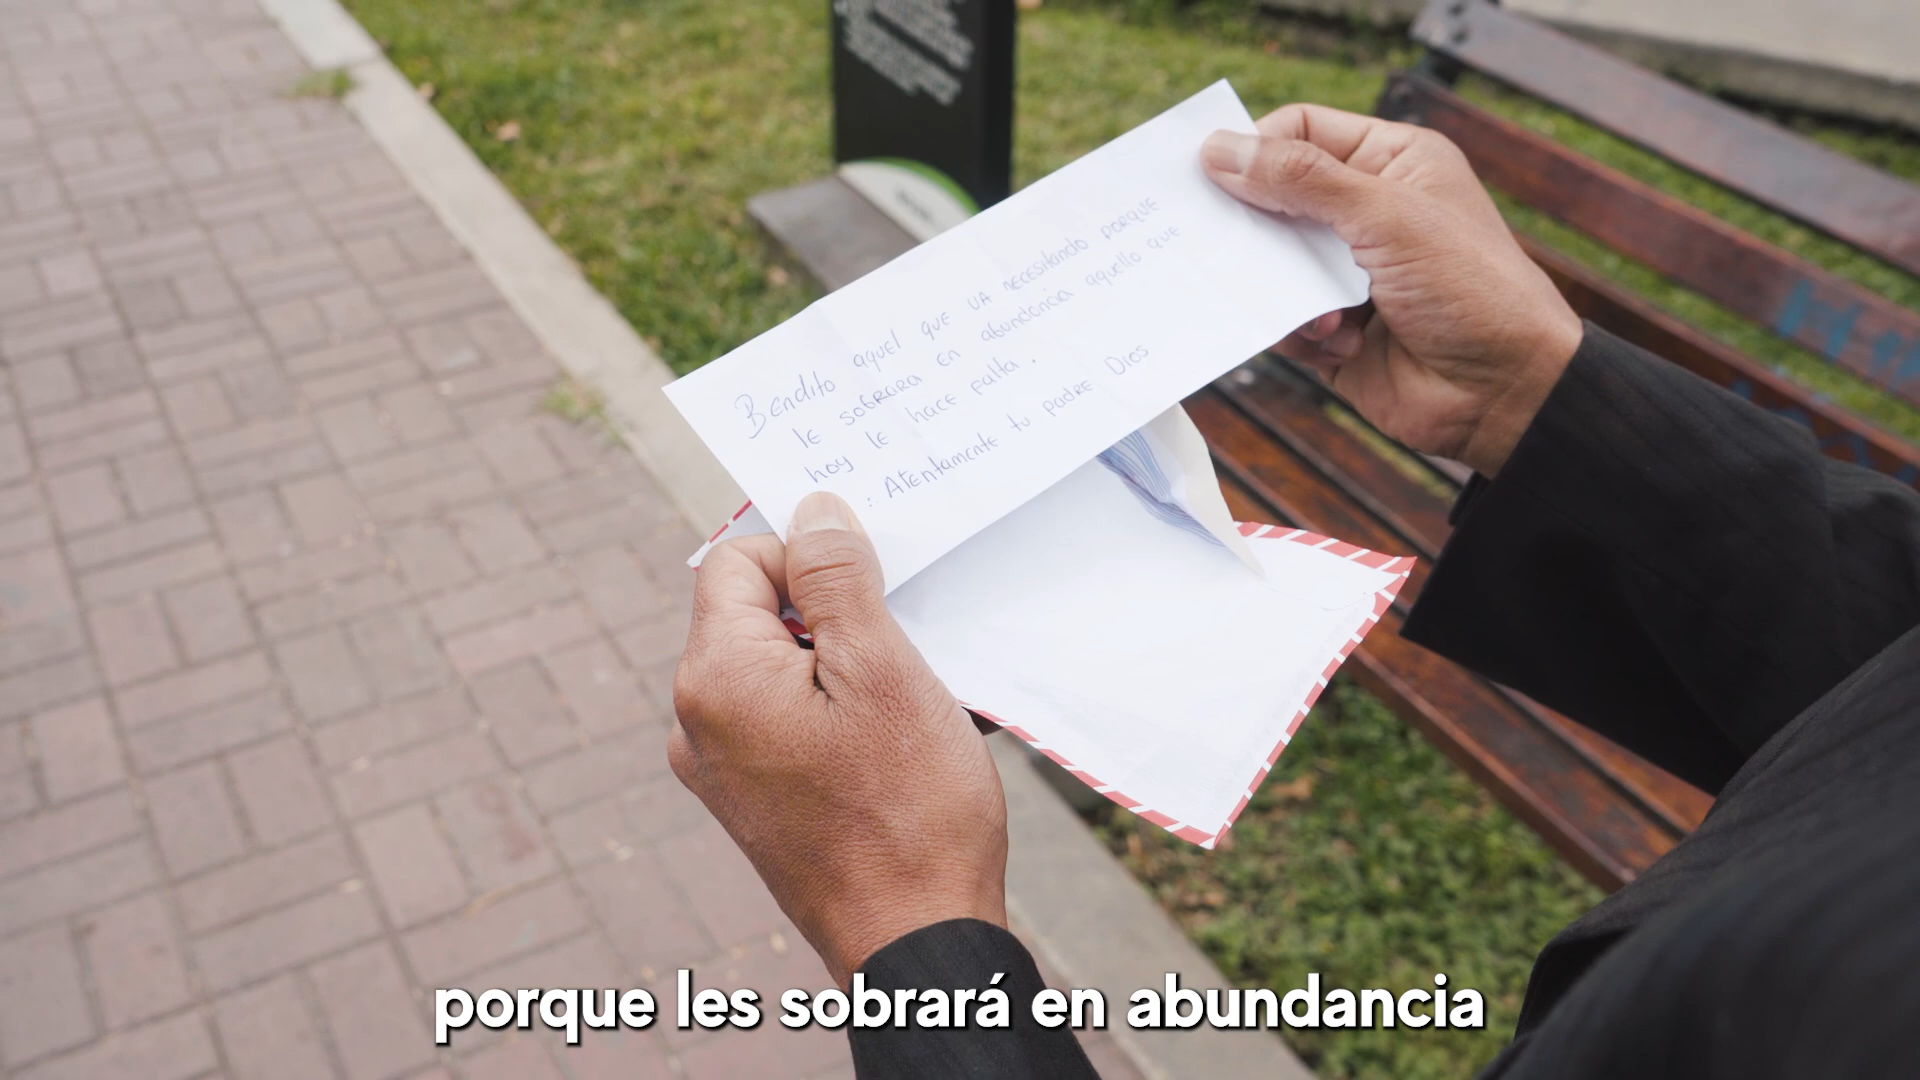 Bendito aquel que va necesitando porque
le sobrara en abundancia aquello que
hoy le hace falta.
: Atentamente tu padre Dios
porque les sobrará en abundancia